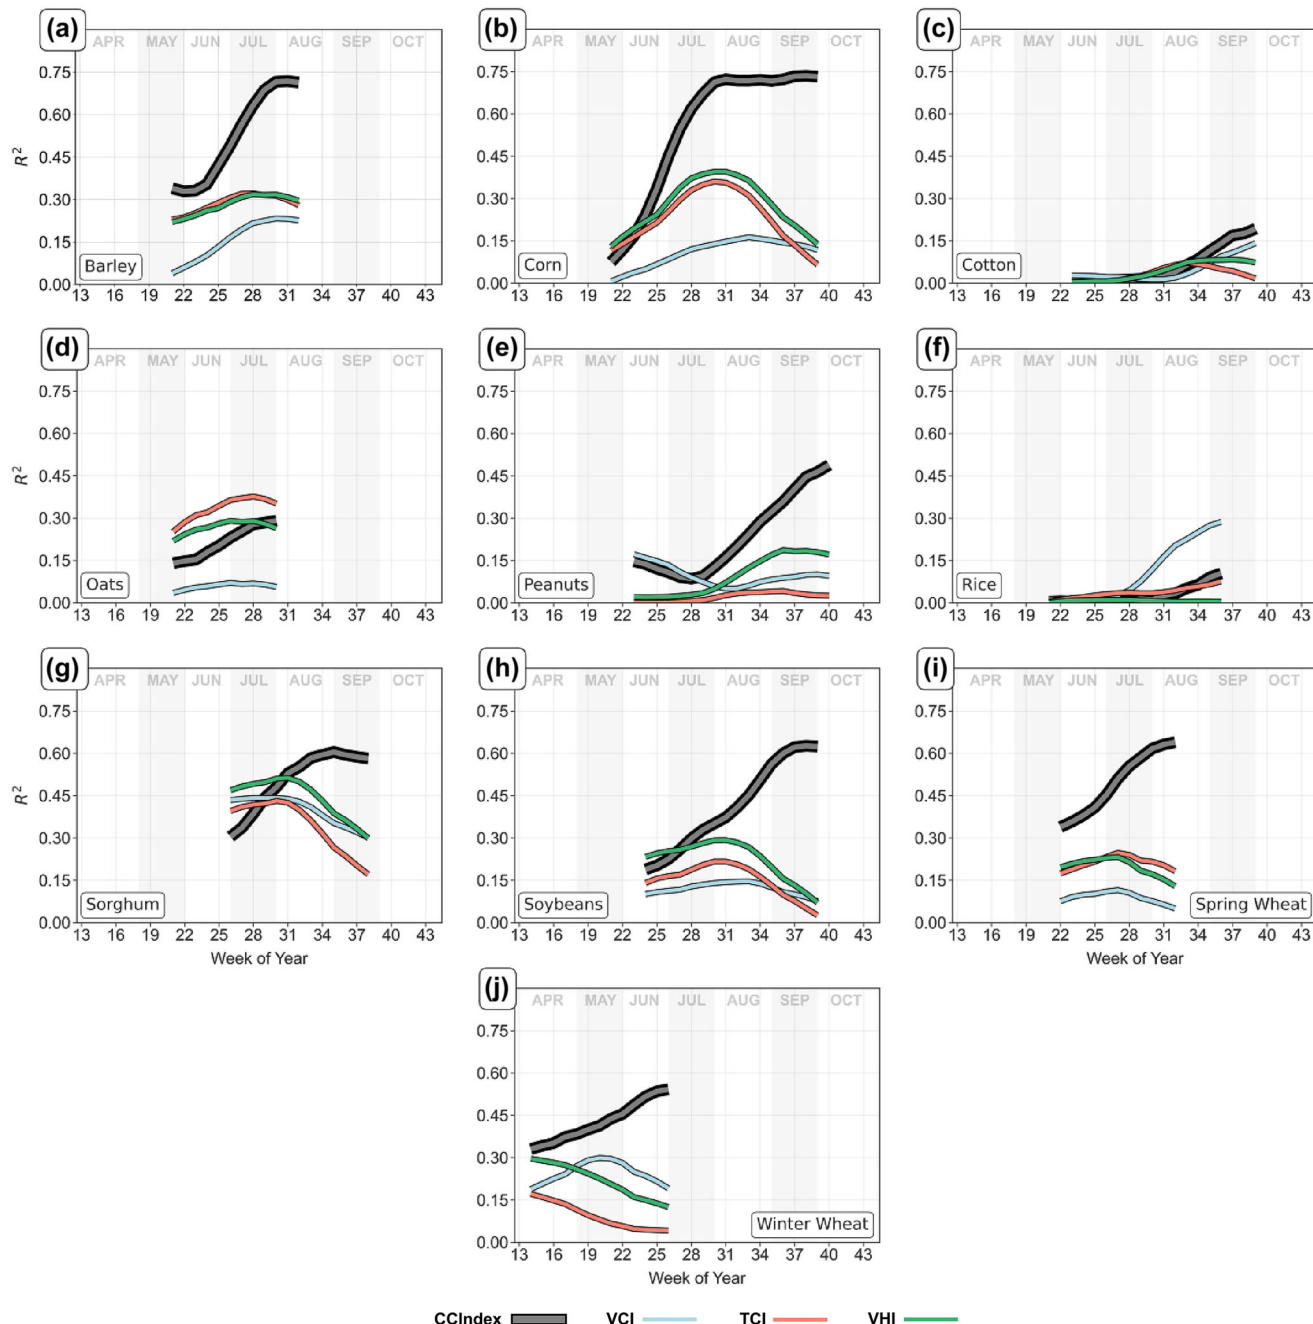 (a) (b) (c)
APR MAY JUN JUL AUG SEP OCT APR MAY JUN JUL AUG SEP OCT APR MAY JUN JUL AUG SEP OCT
0.75 0.75 0.75
0.60 0.60 0.60
R²
0.45 0.45 0.45
0.30 0.30 0.30
0.15 0.15 0.15
Barley Corn Cotton
0.00 0.00 0.00
13 16 19 22 25 28 31 34 37 40 43 13 16 19 22 25 28 31 34 37 40 43 13 16 19 22 25 28 31 34 37 40 43
(d) (e) (f)
APR MAY JUN JUL AUG SEP OCT APR MAY JUN JUL AUG SEP OCT APR MAY JUN JUL AUG SEP OCT
0.75 0.75 0.75
0.60 0.60 0.60
R²
0.45 0.45 0.45
0.30 0.30 0.30
0.15 0.15 0.15
Oats Peanuts Rice
0.00 0.00 0.00
13 16 19 22 25 28 31 34 37 40 43 13 16 19 22 25 28 31 34 37 40 43 13 16 19 22 25 28 31 34 37 40 43
(g) (h) (i)
APR MAY JUN JUL AUG SEP OCT APR MAY JUN JUL AUG SEP OCT APR MAY JUN JUL AUG SEP OCT
0.75 0.75 0.75
0.60 0.60 0.60
R²
0.45 0.45 0.45
0.30 0.30 0.30
0.15 0.15 0.15
Sorghum Soybeans Spring Wheat
0.00 0.00 0.00
13 16 19 22 25 28 31 34 37 40 43 13 16 19 22 25 28 31 34 37 40 43 13 16 19 22 25 28 31 34 37 40 43
Week of Year Week of Year
(j)
APR MAY JUN JUL AUG SEP OCT
0.75
0.60
0.45
0.30
0.15
Winter Wheat
0.00
13 16 19 22 25 28 31 34 37 40 43
Week of Year
CCIndex VCI TCI VHI